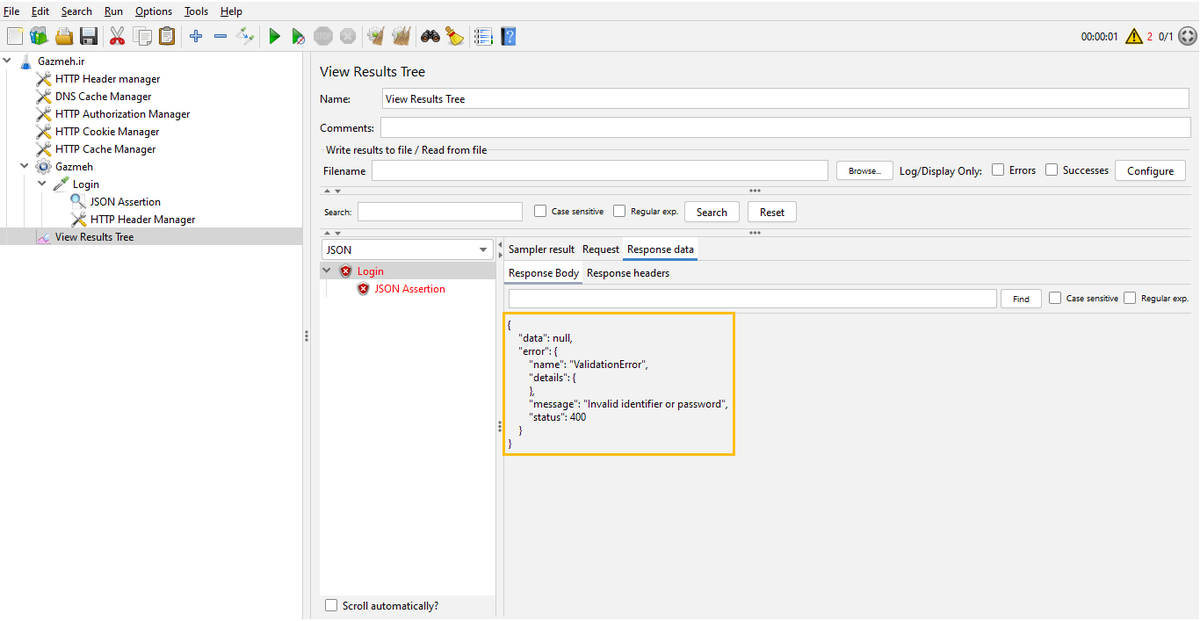 File Edit Search Run Options Tools Help
00:00:01 2 0/1
Gazmeh.ir
HTTP Header manager
DNS Cache Manager
HTTP Authorization Manager
HTTP Cookie Manager
HTTP Cache Manager
Gazmeh
Login
JSON Assertion
HTTP Header Manager
View Results Tree
View Results Tree
Name: View Results Tree
Comments:
Write results to file / Read from file
Filename Browse... Log/Display Only: Errors Successes Configure
Search: Case sensitive Regular exp. Search Reset
JSON
Login
JSON Assertion
Scroll automatically?
Sampler result Request Response data
Response Body Response headers
Find Case sensitive Regular exp.
{
"data": null,
"error": {
"name": "ValidationError",
"details": {
},
"message": "Invalid identifier or password",
"status": 400
}
}